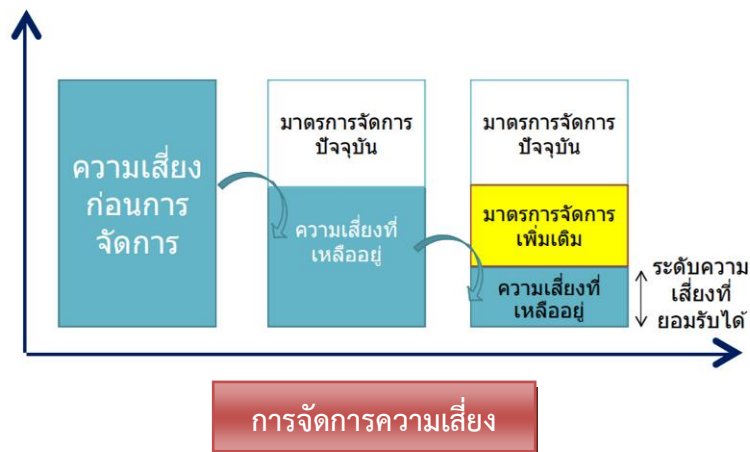 ความเสี่ยง
ก่อนการ
จัดการ
มาตรการจัดการ
ปัจจุบัน
ความเสี่ยงที่
เหลืออยู่
มาตรการจัดการ
ปัจจุบัน
มาตรการจัดการ
เพิ่มเติม
ความเสี่ยงที่
เหลืออยู่
ระดับความ
เสี่ยงที่
ยอมรับได้
การจัดการความเสี่ยง